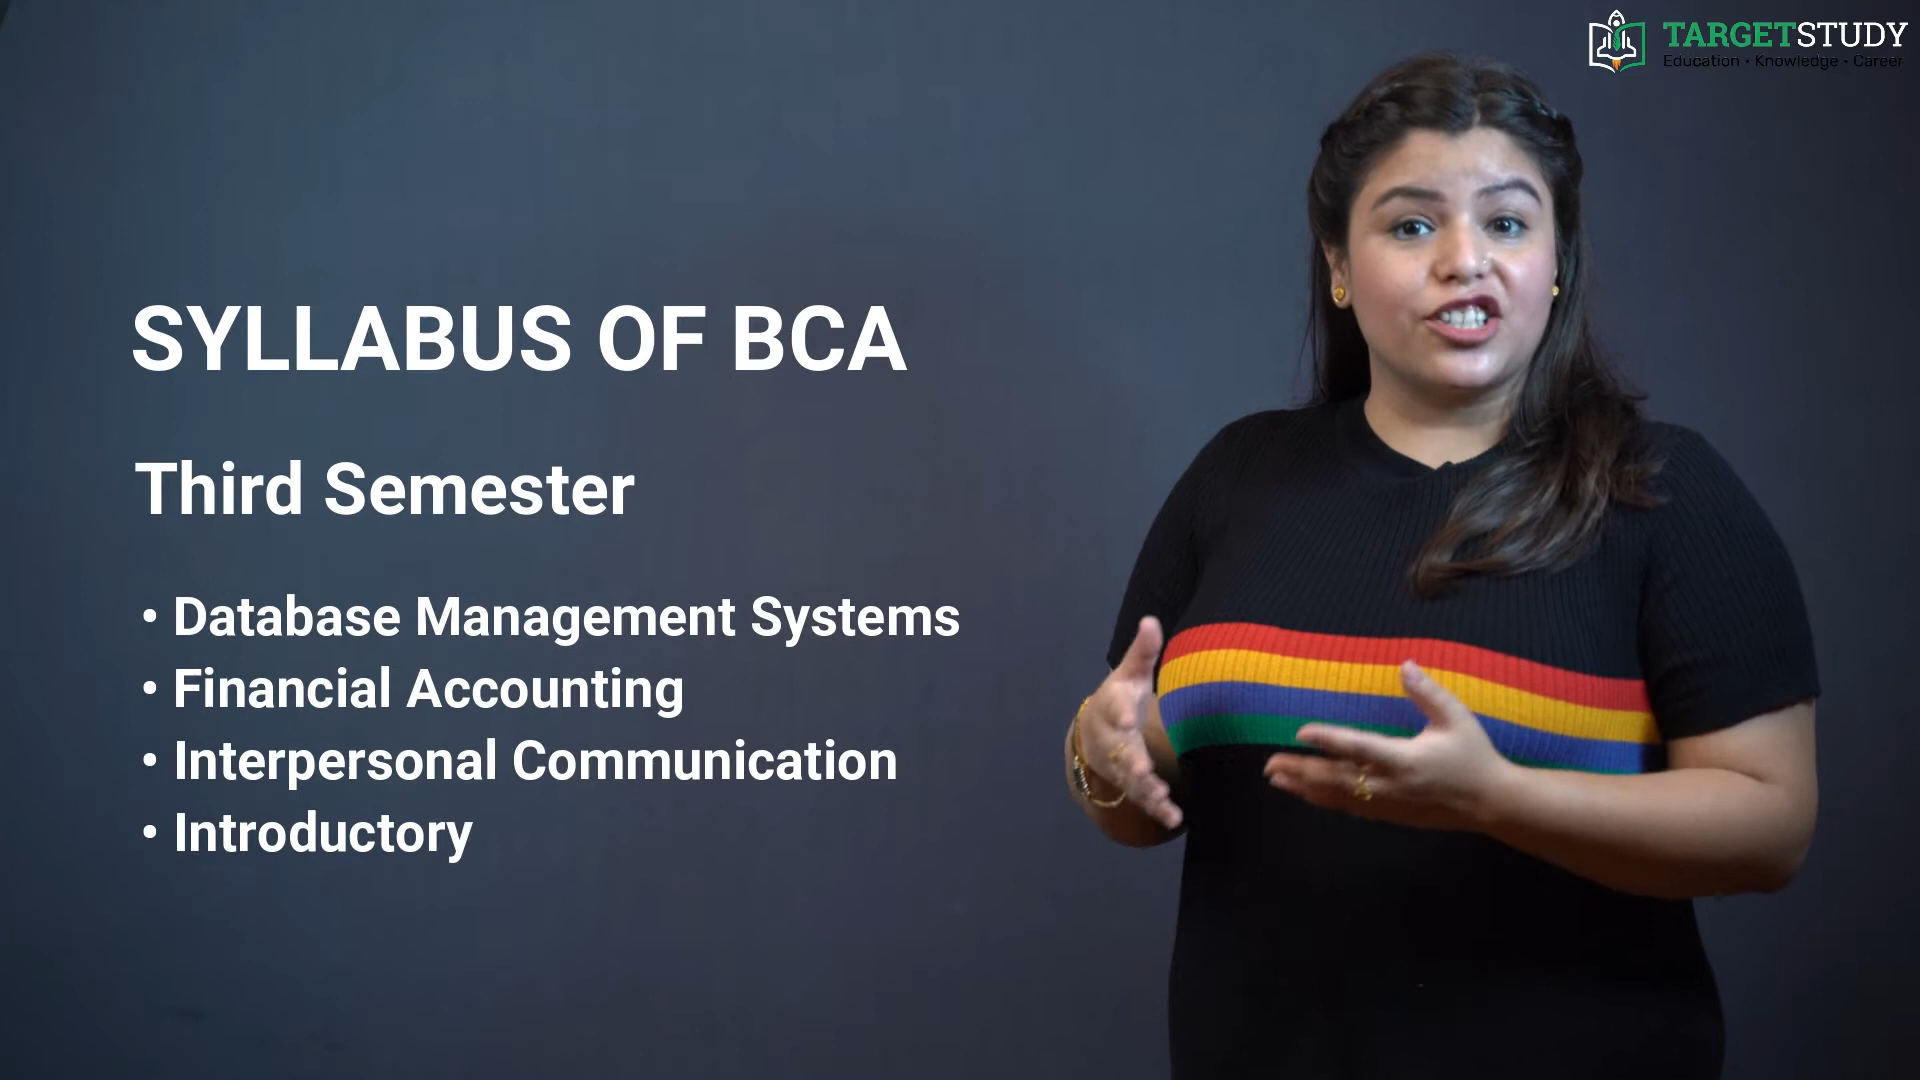 TARGETSTUDY
Education • Knowledge • Career
SYLLABUS OF BCA
Third Semester
• Database Management Systems
• Financial Accounting
• Interpersonal Communication
• Introductory